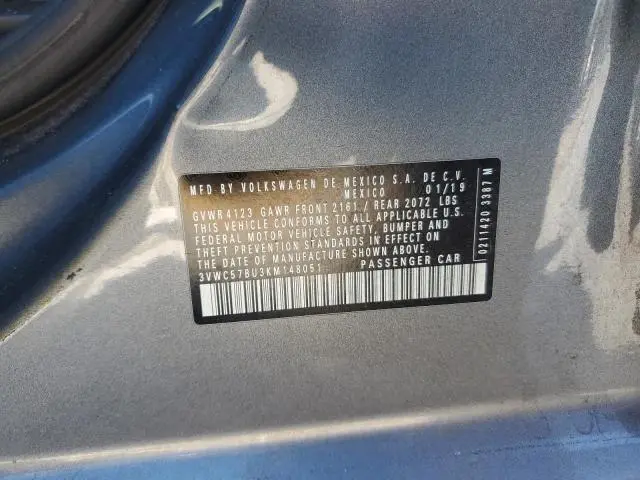 MFD BY VOLKSWAGEN DE MEXICO S.A. DE C.V.
MEXICO 01/19
GVWR 4123 GAWR FRONT 2161 / REAR 2072 LBS
THIS VEHICLE CONFORMS TO ALL APPLICABLE U.S.
FEDERAL MOTOR VEHICLE SAFETY, BUMPER AND
THEFT PREVENTION STANDARDS IN EFFECT ON
THE DATE OF MANUFACTURE SHOWN ABOVE.
3VWC57BU3KM148051 PASSENGER CAR
0211420 3387 M